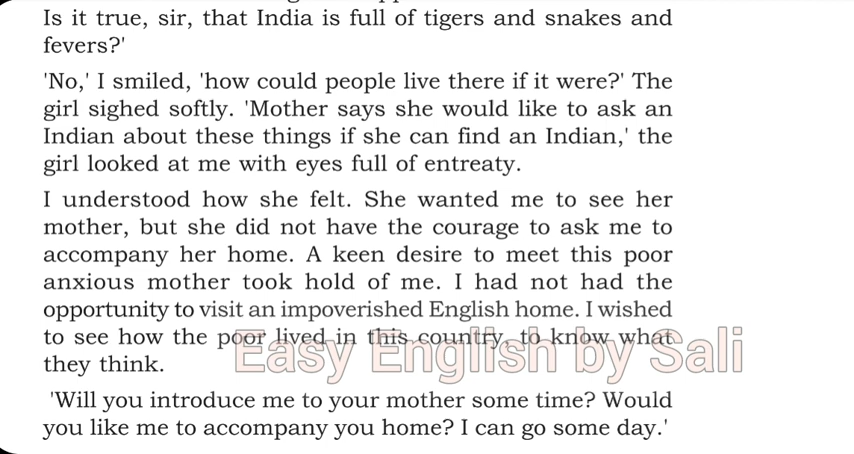 Is it true, sir, that India is full of tigers and snakes and
fevers?'
'No,' I smiled, 'how could people live there if it were?' The
girl sighed softly. 'Mother says she would like to ask an
Indian about these things if she can find an Indian,' the
girl looked at me with eyes full of entreaty.
I understood how she felt. She wanted me to see her
mother, but she did not have the courage to ask me to
accompany her home. A keen desire to meet this poor
anxious mother took hold of me. I had not had the
opportunity to visit an impoverished English home. I wished
to see how the poor lived in this country, to know what
they think.
Easy English by Sali
'Will you introduce me to your mother some time? Would
you like me to accompany you home? I can go some day.'